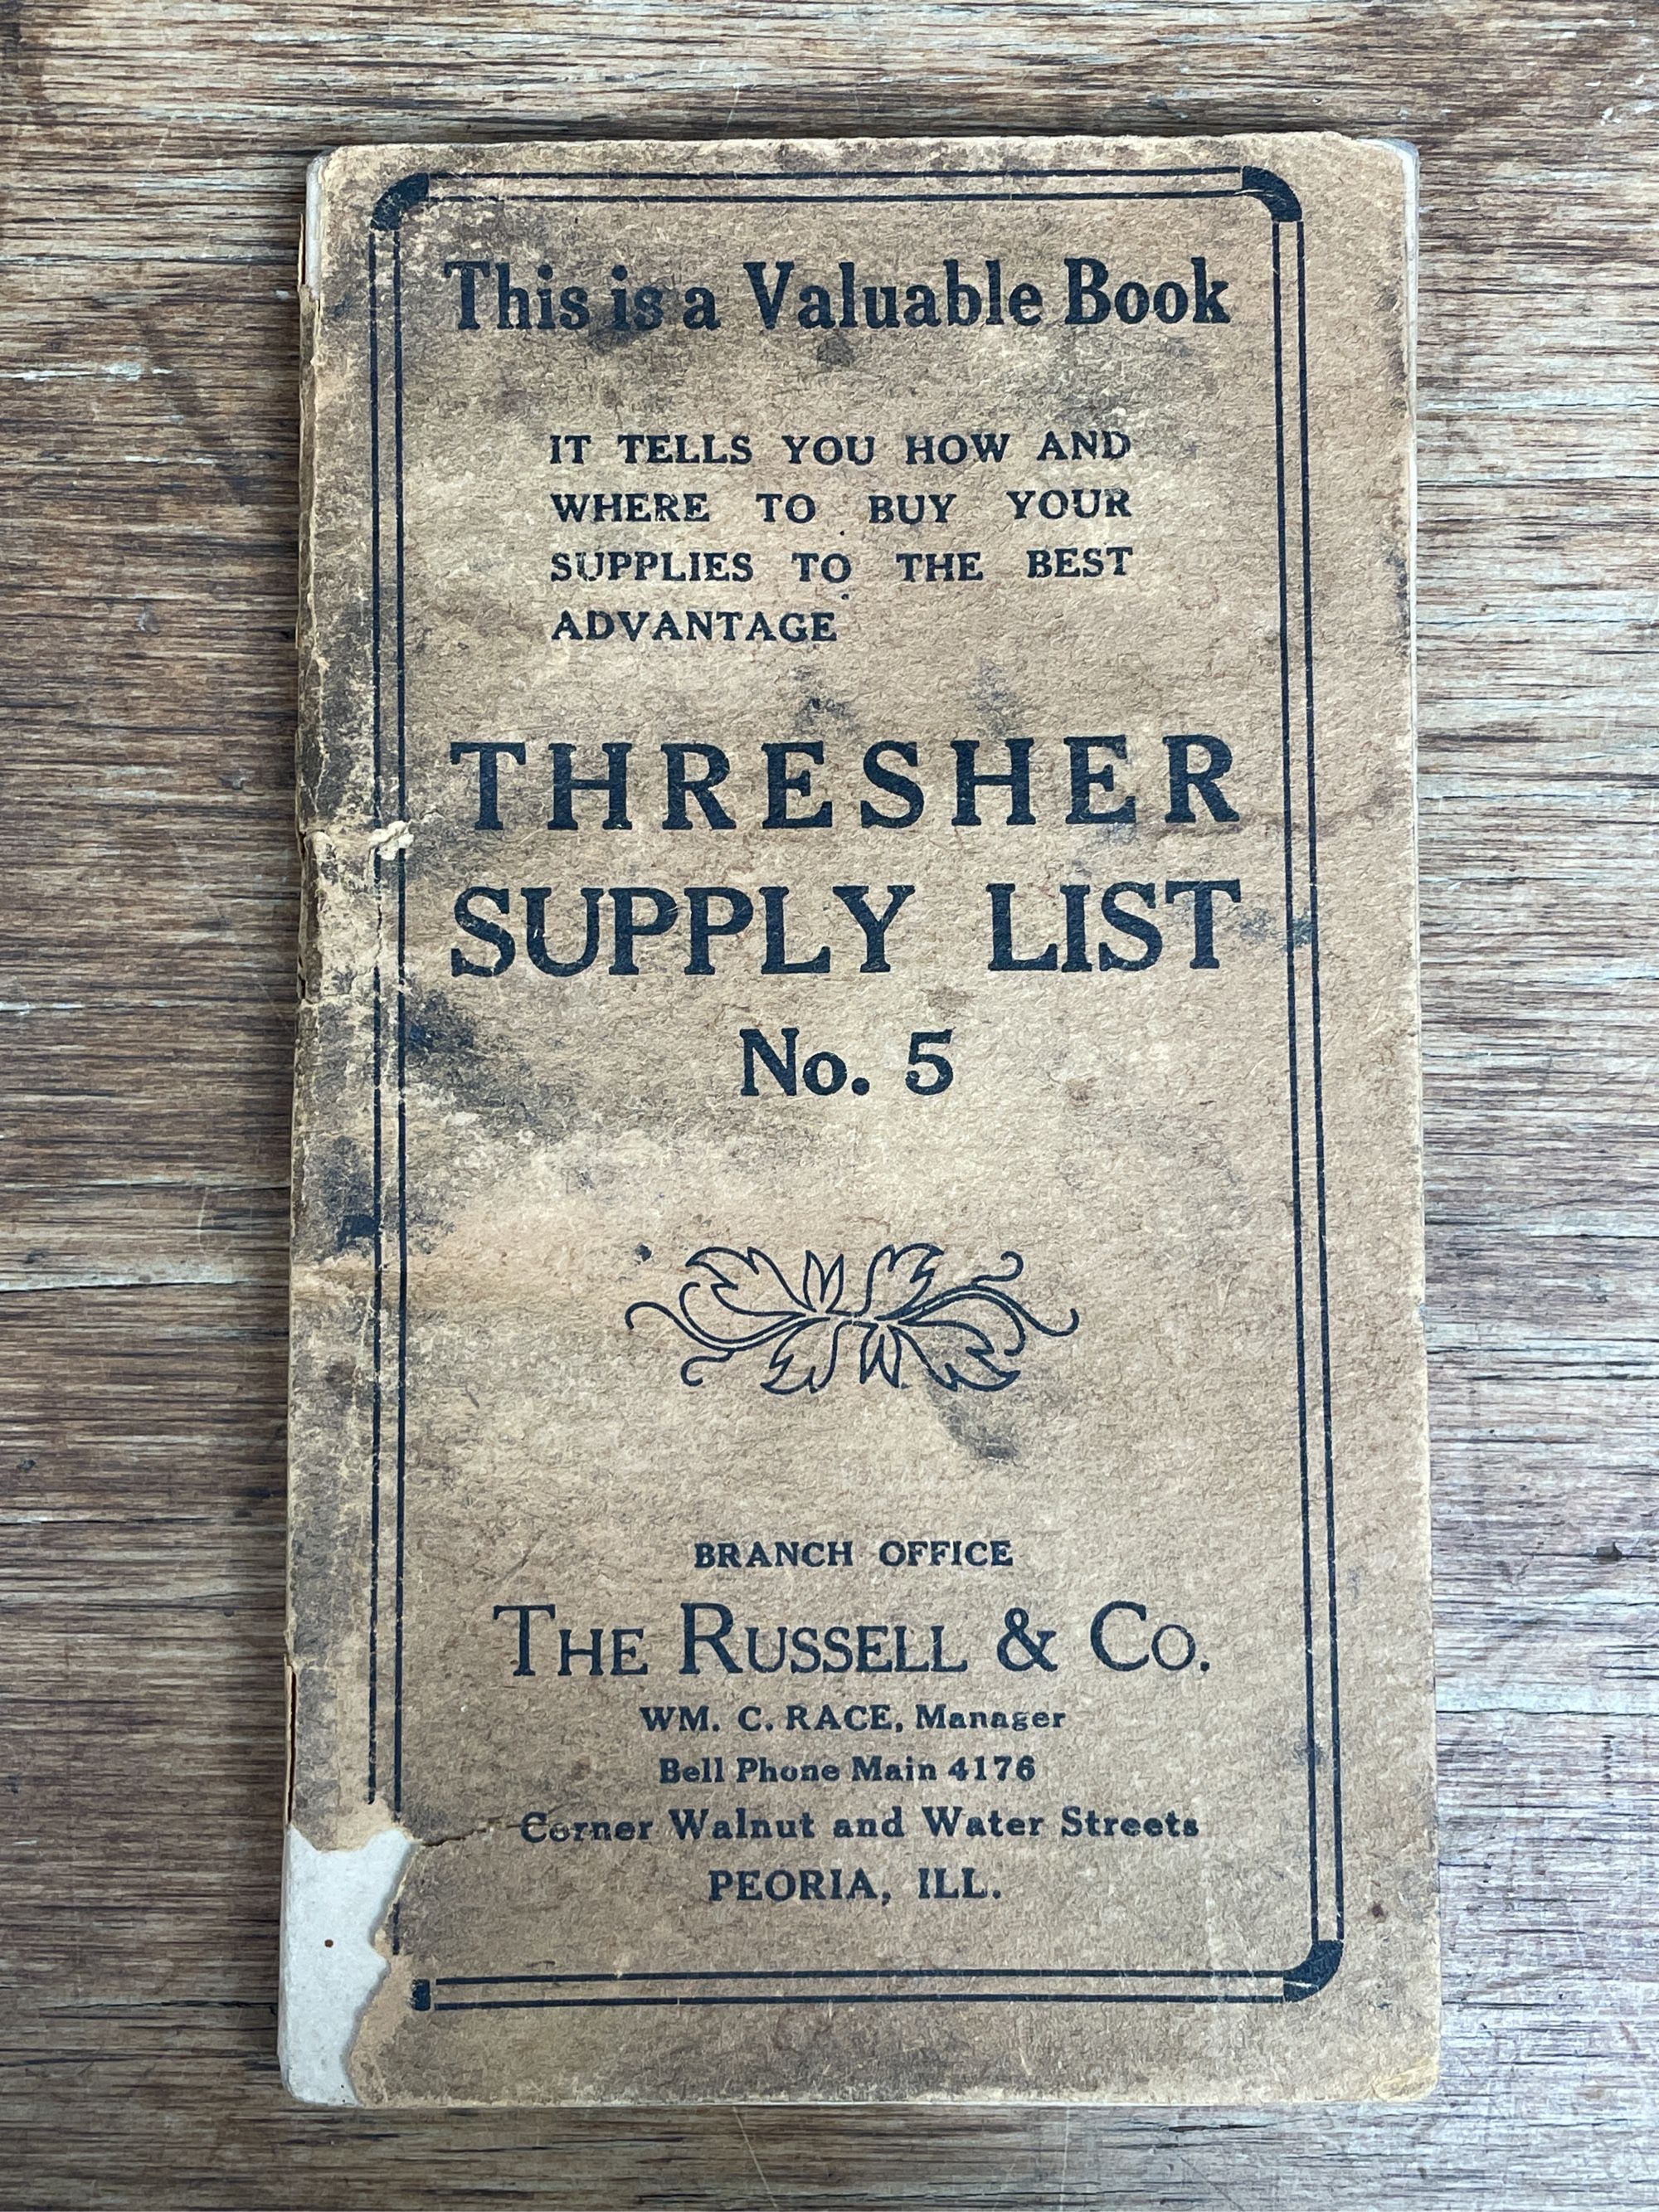 This is a Valuable Book
IT TELLS YOU HOW AND
WHERE TO BUY YOUR
SUPPLIES TO THE BEST
ADVANTAGE
THRESHER
SUPPLY LIST
No. 5
BRANCH OFFICE
THE RUSSELL & CO.
WM. C. RACE, Manager
Bell Phone Main 4176
Corner Walnut and Water Streets
PEORIA, ILL.